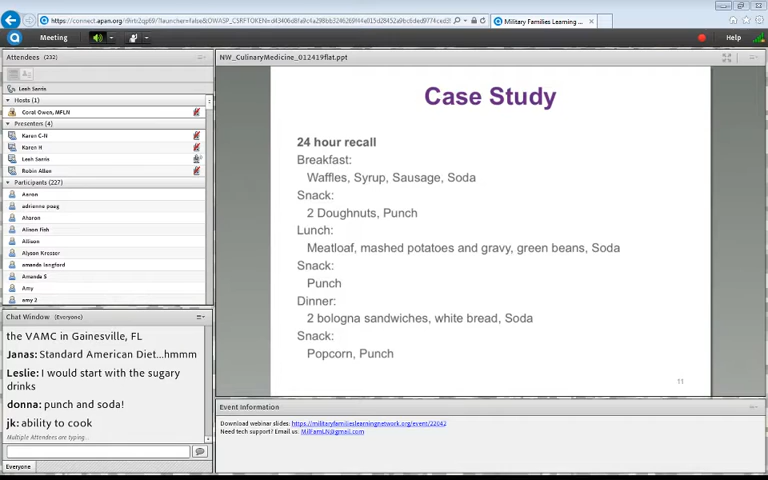 Military Families Learning ...
Meeting
Help
Attendees (232)
Leah Sarris
Hosts (1)
Coral Owen, MFLN
Presenters (4)
Karen C-N
Karen H
Leah Sarris
Robin Allen
Participants (227)
Aaron
adrienne poag
Aharon
Alison Fish
Allison
Alyson Kresser
amanda langford
Amanda S
Amy
amy 2
Chat Window (Everyone)
the VAMC in Gainesville, FL
Janas: Standard American Diet...hmmm
Leslie: I would start with the sugary
drinks
donna: punch and soda!
jk: ability to cook
Multiple Attendees are typing...
Everyone
NW_CulinaryMedicine_012419flat.ppt
Case Study
24 hour recall
Breakfast:
Waffles, Syrup, Sausage, Soda
Snack:
2 Doughnuts, Punch
Lunch:
Meatloaf, mashed potatoes and gravy, green beans, Soda
Snack:
Punch
Dinner:
2 bologna sandwiches, white bread, Soda
Snack:
Popcorn, Punch
11
Event Information
Download webinar slides: https://militaryfamilieslearningnetwork.org/event/22042
Need tech support? Email us: MilFamLN@gmail.com